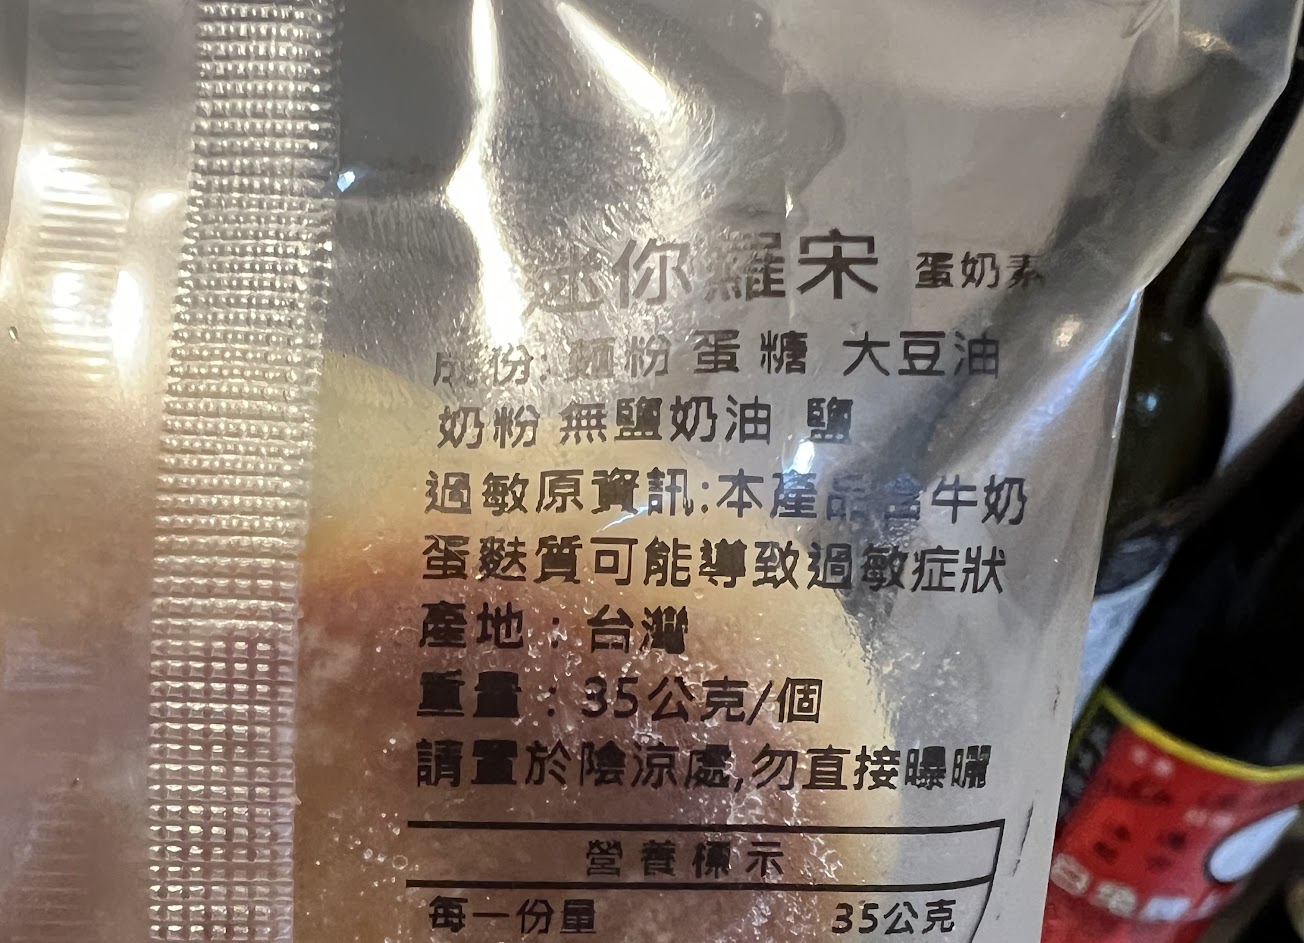 迷你羅宋 蛋奶素
成份: 麵粉 蛋 糖 大豆油
奶粉 無鹽奶油 鹽
過敏原資訊:本產品含牛奶
蛋麩質可能導致過敏症狀
產地：台灣
重量：35公克/個
請置於陰涼處,勿直接曝曬
營養標示
每一份量 35公克